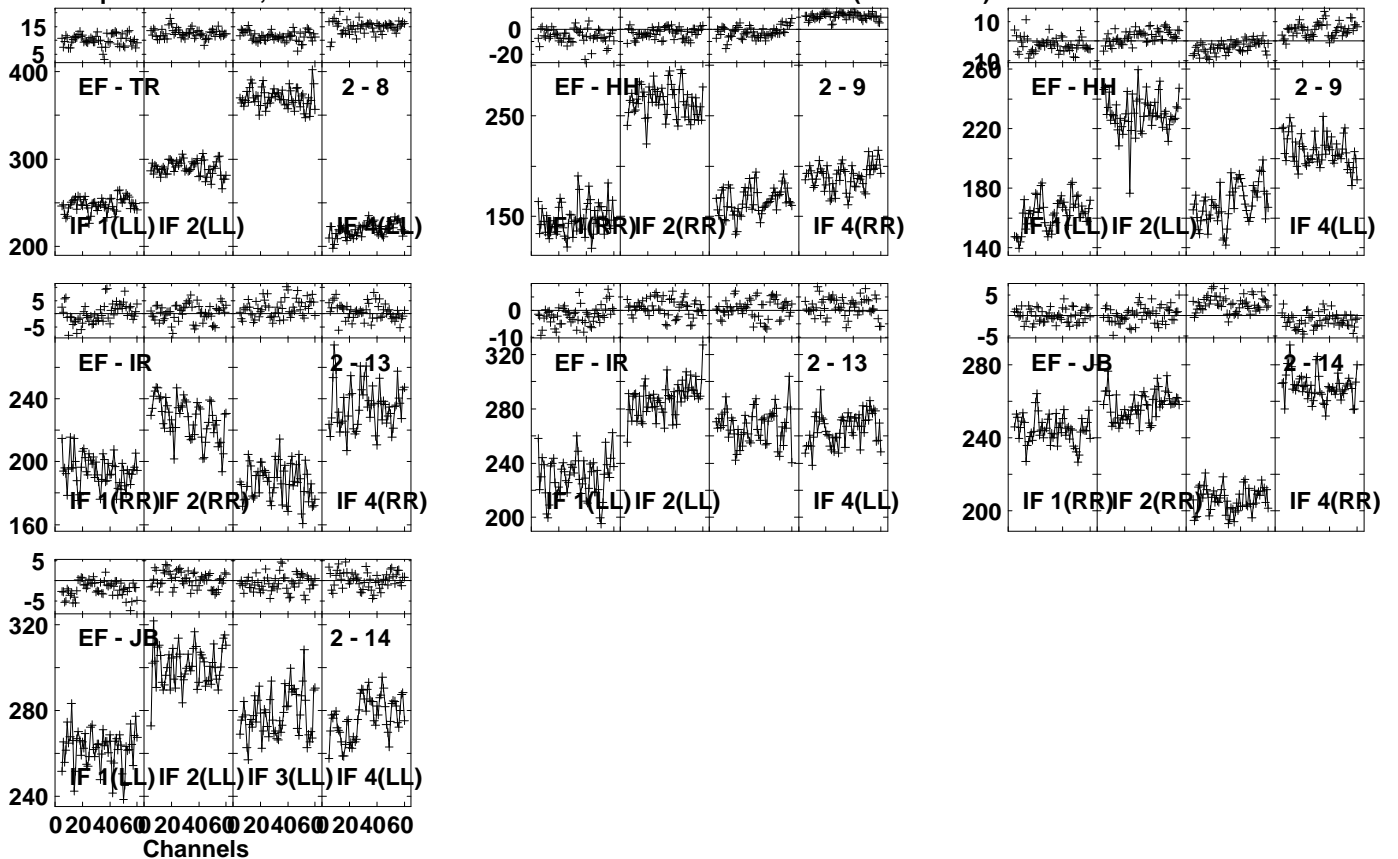 15
5
400
300
200
EF - TR
2 - 8
IF 1(LL)
IF 2(LL)
IF 4(LL)
0
-20
250
150
EF - HH
2 - 9
IF 1(RR)
IF 2(RR)
IF 4(RR)
10
-10
260
220
180
140
EF - HH
2 - 9
IF 1(LL)
IF 2(LL)
IF 4(LL)
5
-5
240
200
160
EF - IR
2 - 13
IF 1(RR)
IF 2(RR)
IF 4(RR)
0
-10
320
280
240
200
EF - IR
2 - 13
IF 1(LL)
IF 2(LL)
IF 4(LL)
5
-5
280
240
200
EF - JB
2 - 14
IF 1(RR)
IF 2(RR)
IF 4(RR)
5
-5
320
280
240
EF - JB
2 - 14
IF 1(LL)
IF 2(LL)
IF 3(LL)
IF 4(LL)
0 20 40 60 0 20 40 60 0 20 40 60 0 20 40 60
Channels